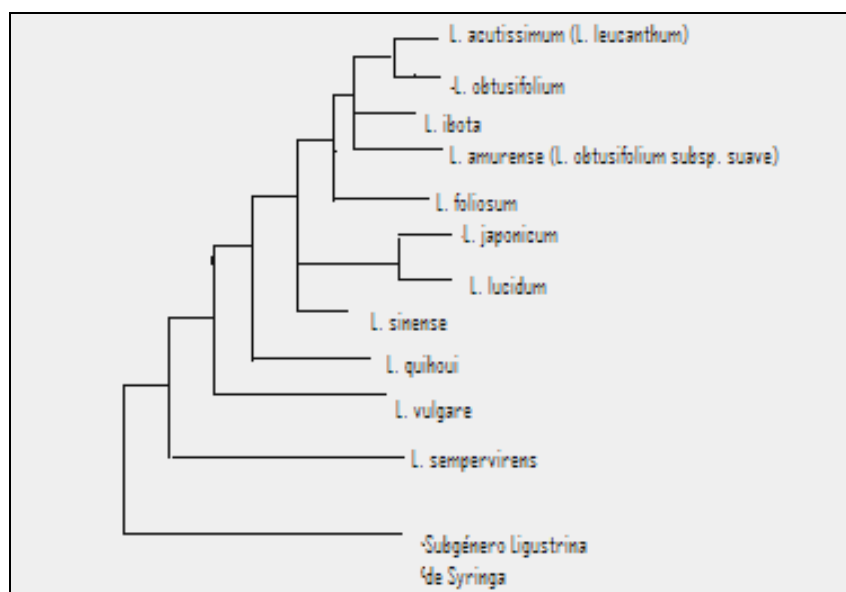 L. acutissimum (L. leucanthum)
L. obtusifolium
L. ibota
L. amurense (L. obtusifolium subsp. suave)
L. foliosum
L. japonicum
L. lucidum
L. sinense
L. quihoui
L. vulgare
L. sempervirens
Subgénero Ligustrina
de Syringa